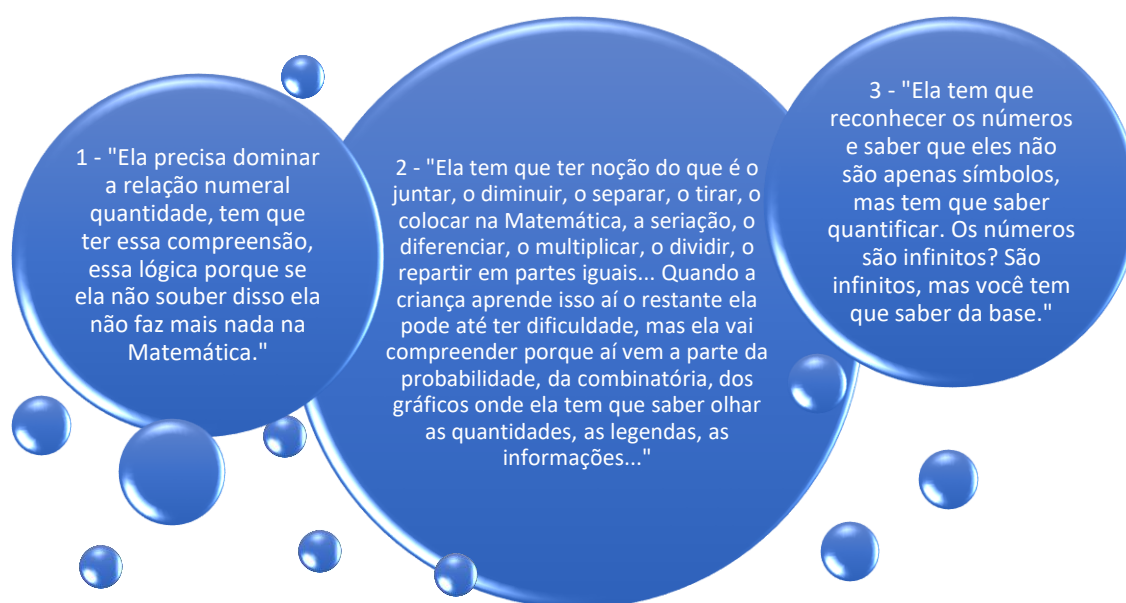 1 - "Ela precisa dominar
a relação numeral
quantidade, tem que
ter essa compreensão,
essa lógica porque se
ela não souber disso ela
não faz mais nada na
Matemática."
2 - "Ela tem que ter noção do que é o
juntar, o diminuir, o separar, o tirar, o
colocar na Matemática, a seriação, o
diferenciar, o multiplicar, o dividir, o
repartir em partes iguais... Quando a
criança aprende isso aí o restante ela
pode até ter dificuldade, mas ela vai
compreender porque aí vem a parte da
probabilidade, da combinatória, dos
gráficos onde ela tem que saber olhar
as quantidades, as legendas, as
informações..."
3 - "Ela tem que
reconhecer os números
e saber que eles não
são apenas símbolos,
mas tem que saber
quantificar. Os números
são infinitos? São
infinitos, mas você tem
que saber da base."